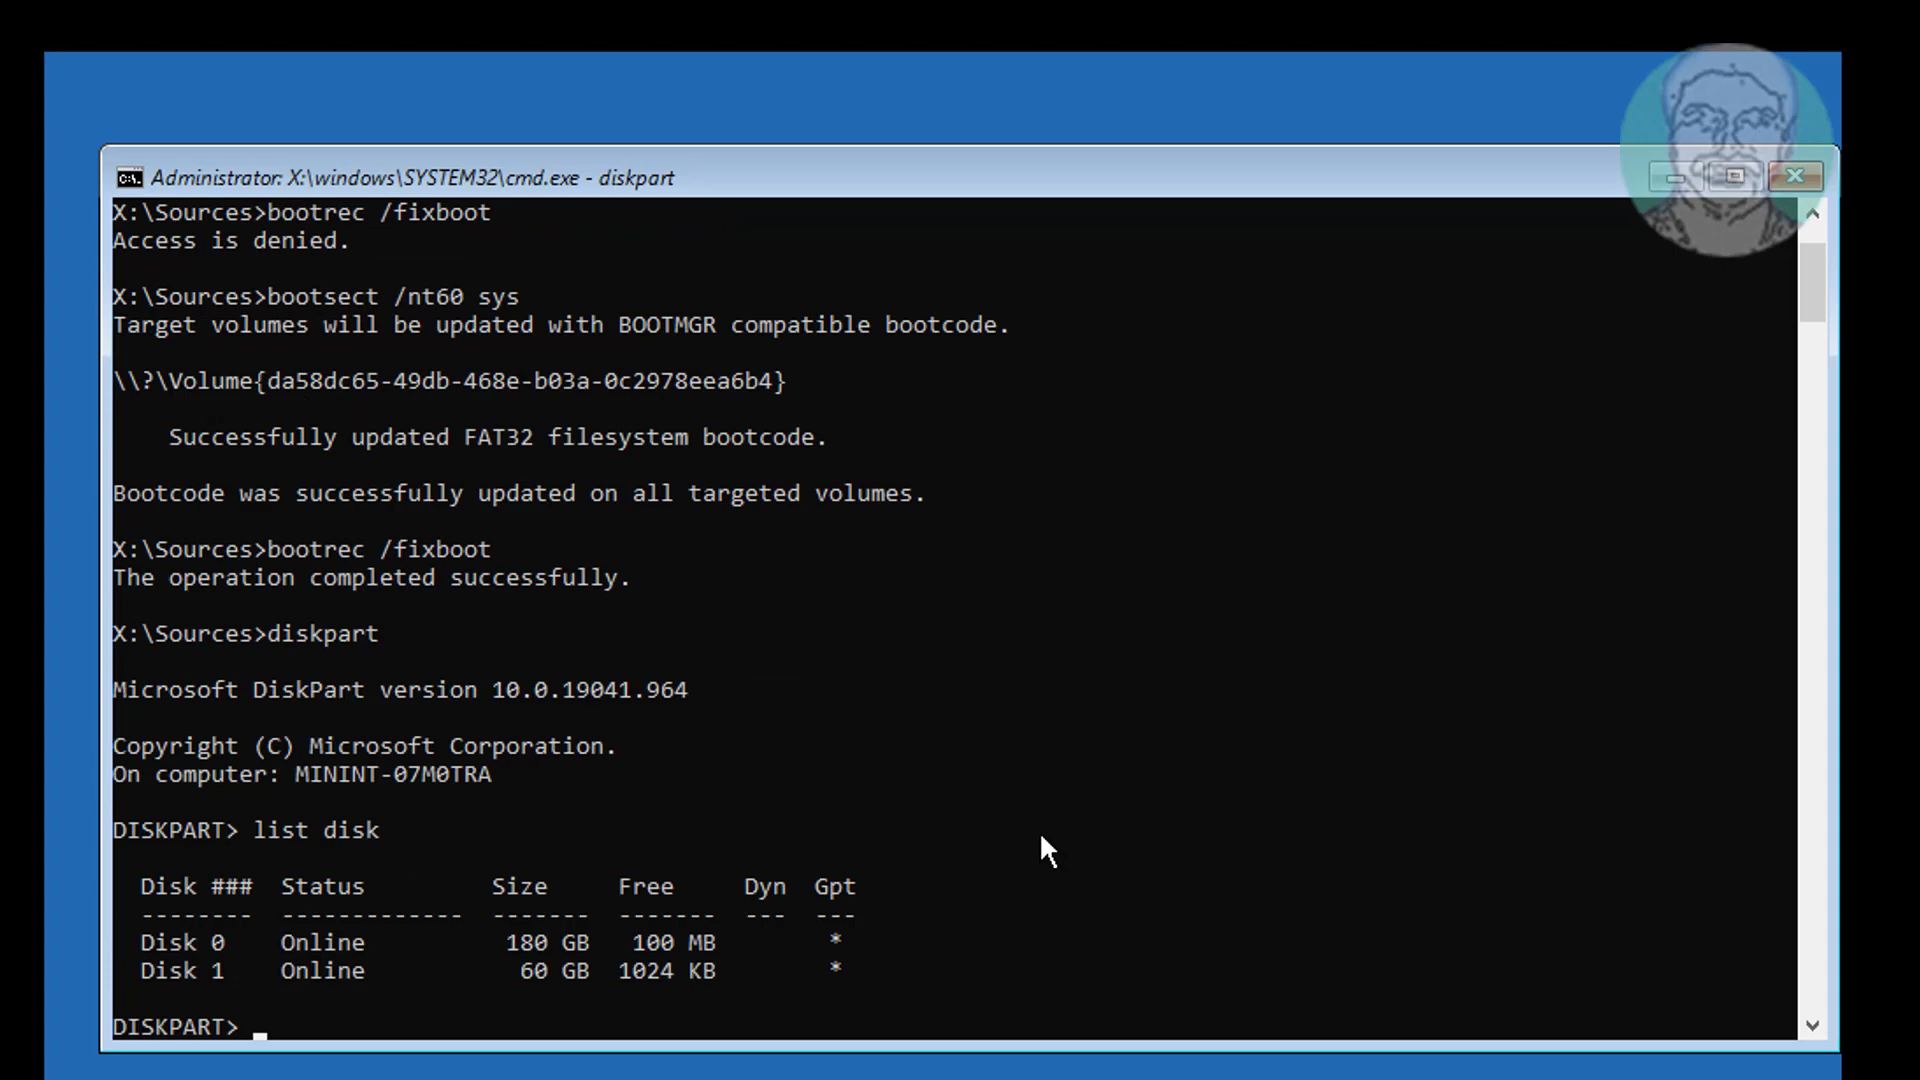 Administrator: X:\windows\SYSTEM32\cmd.exe - diskpart
X:\Sources>bootrec /fixboot
Access is denied.
X:\Sources>bootsect /nt60 sys
Target volumes will be updated with BOOTMGR compatible bootcode.
\\?\Volume{da58dc65-49db-468e-b03a-0c2978eea6b4}
Successfully updated FAT32 filesystem bootcode.
Bootcode was successfully updated on all targeted volumes.
X:\Sources>bootrec /fixboot
The operation completed successfully.
X:\Sources>diskpart
Microsoft DiskPart version 10.0.19041.964
Copyright (C) Microsoft Corporation.
On computer: MININT-07M0TRA
DISKPART> list disk
Disk ###  Status         Size     Free     Dyn  Gpt
--------  -------------  -------  -------  ---  ---
Disk 0    Online          180 GB   100 MB        *
Disk 1    Online           60 GB  1024 KB        *
DISKPART> _